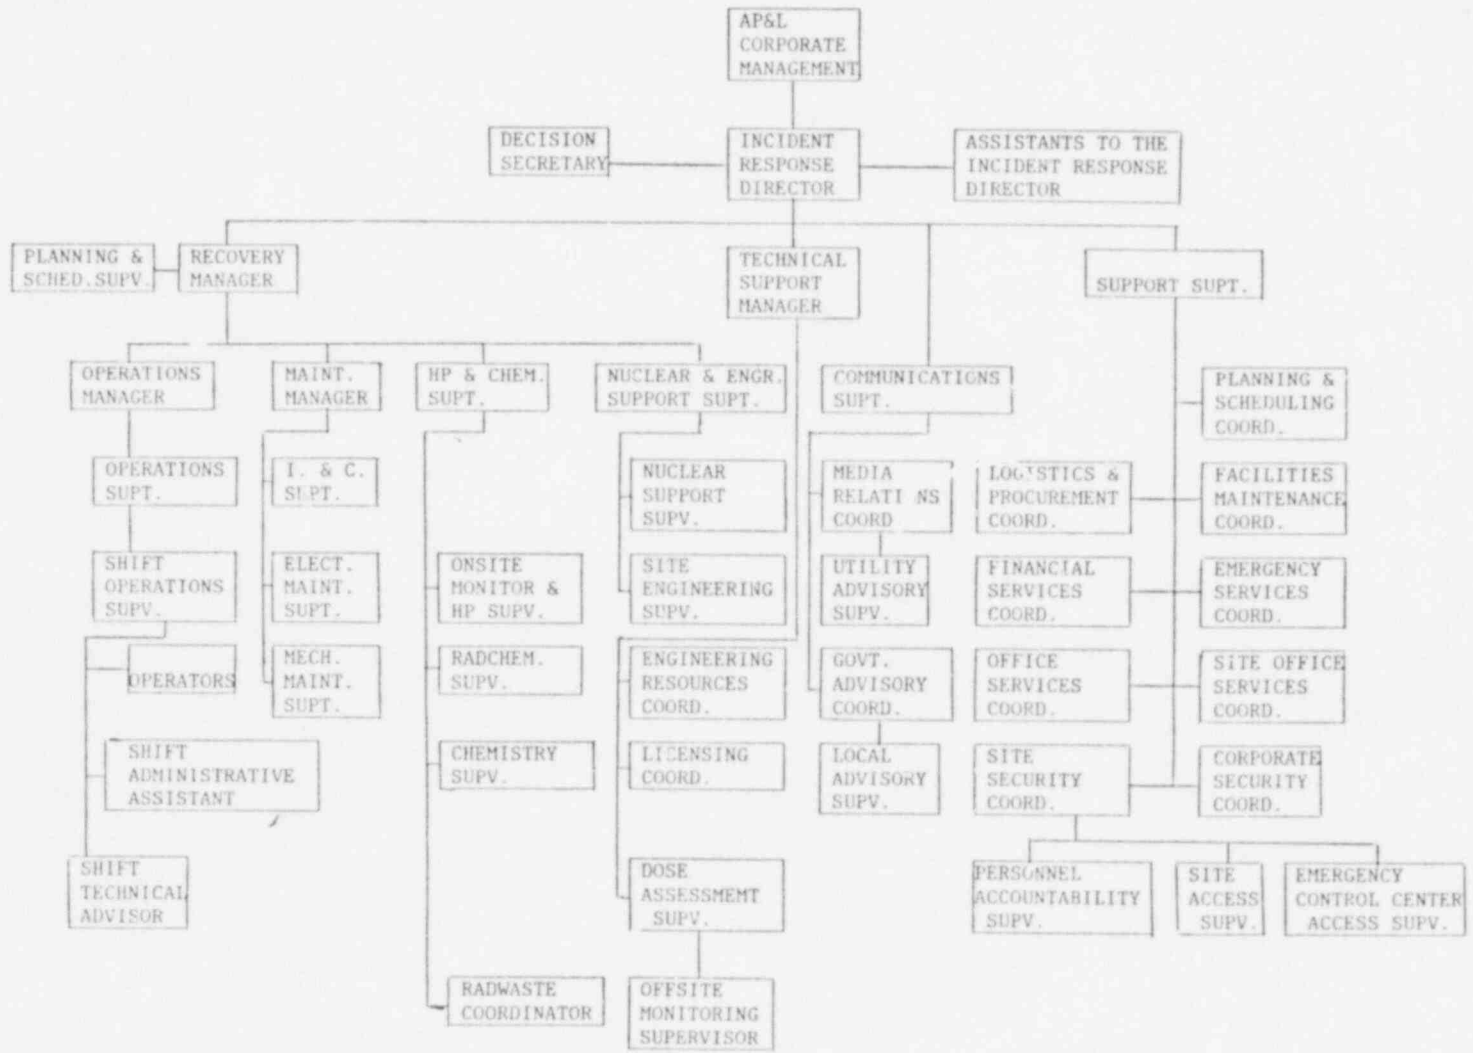 AP&L
CORPORATE
MANAGEMENT
DECISION
SECRETARY
INCIDENT
RESPONSE
DIRECTOR
ASSISTANTS TO THE
INCIDENT RESPONSE
DIRECTOR
PLANNING &
SCHED.SUPV.
RECOVERY
MANAGER
TECHNICAL
SUPPORT
MANAGER
SUPPORT SUPT.
OPERATIONS
MANAGER
MAINT.
MANAGER
HP & CHEM.
SUPT.
NUCLEAR & ENGR.
SUPPORT SUPT.
COMMUNICATIONS
SUPT.
PLANNING &
SCHEDULING
COORD.
OPERATIONS
SUPT.
I. & C.
SUPT.
NUCLEAR
SUPPORT
SUPV.
MEDIA
RELATI NS
COORD
LOGISTICS &
PROCUREMENT
COORD.
FACILITIES
MAINTENANCE
COORD.
SHIFT
OPERATIONS
SUPV.
ELECT.
MAINT.
SUPT.
ONSITE
MONITOR &
HP SUPV.
SITE
ENGINEERING
SUPV.
UTILITY
ADVISORY
SUPV.
FINANCIAL
SERVICES
COORD.
EMERGENCY
SERVICES
COORD.
OPERATORS
MECH.
MAINT.
SUPT.
RADCHEM.
SUPV.
ENGINEERING
RESOURCES
COORD.
GOVT.
ADVISORY
COORD.
OFFICE
SERVICES
COORD.
SITE OFFICE
SERVICES
COORD.
SHIFT
ADMINISTRATIVE
ASSISTANT
CHEMISTRY
SUPV.
LICENSING
COORD.
LOCAL
ADVISORY
SUPV.
SITE
SECURITY
COORD.
CORPORATE
SECURITY
COORD.
SHIFT
TECHNICAL
ADVISOR
DOSE
ASSESSMEMT
SUPV.
PERSONNEL
ACCOUNTABILITY
SUPV.
SITE
ACCESS
SUPV.
EMERGENCY
CONTROL CENTER
ACCESS SUPV.
RADWASTE
COORDINATOR
OFFSITE
MONITORING
SUPERVISOR